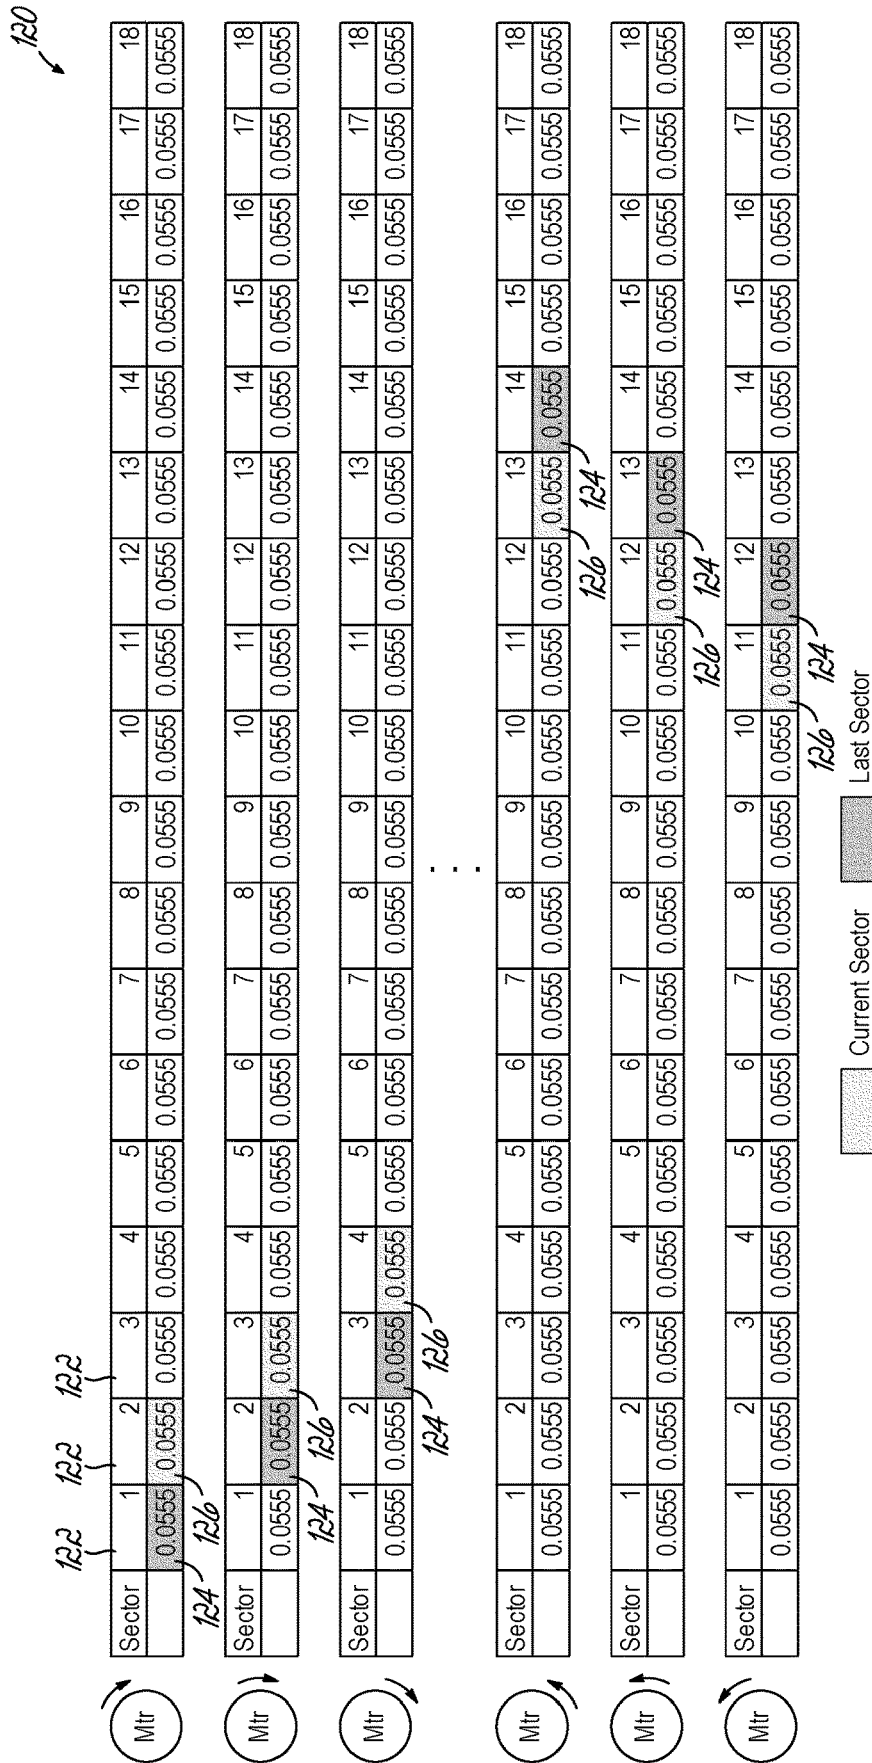 120
122 122 122
Mtr Sector 1 2 3 4 5 6 7 8 9 10 11 12 13 14 15 16 17 18
0.0555 0.0555 0.0555 0.0555 0.0555 0.0555 0.0555 0.0555 0.0555 0.0555 0.0555 0.0555 0.0555 0.0555 0.0555 0.0555 0.0555 0.0555
124 126
Mtr Sector 1 2 3 4 5 6 7 8 9 10 11 12 13 14 15 16 17 18
0.0555 0.0555 0.0555 0.0555 0.0555 0.0555 0.0555 0.0555 0.0555 0.0555 0.0555 0.0555 0.0555 0.0555 0.0555 0.0555 0.0555 0.0555
124 126
Mtr Sector 1 2 3 4 5 6 7 8 9 10 11 12 13 14 15 16 17 18
0.0555 0.0555 0.0555 0.0555 0.0555 0.0555 0.0555 0.0555 0.0555 0.0555 0.0555 0.0555 0.0555 0.0555 0.0555 0.0555 0.0555 0.0555
124 126
. . .
Mtr Sector 1 2 3 4 5 6 7 8 9 10 11 12 13 14 15 16 17 18
0.0555 0.0555 0.0555 0.0555 0.0555 0.0555 0.0555 0.0555 0.0555 0.0555 0.0555 0.0555 0.0555 0.0555 0.0555 0.0555 0.0555 0.0555
126 124
Mtr Sector 1 2 3 4 5 6 7 8 9 10 11 12 13 14 15 16 17 18
0.0555 0.0555 0.0555 0.0555 0.0555 0.0555 0.0555 0.0555 0.0555 0.0555 0.0555 0.0555 0.0555 0.0555 0.0555 0.0555 0.0555 0.0555
126 124
Mtr Sector 1 2 3 4 5 6 7 8 9 10 11 12 13 14 15 16 17 18
0.0555 0.0555 0.0555 0.0555 0.0555 0.0555 0.0555 0.0555 0.0555 0.0555 0.0555 0.0555 0.0555 0.0555 0.0555 0.0555 0.0555 0.0555
126 124
Current Sector Last Sector